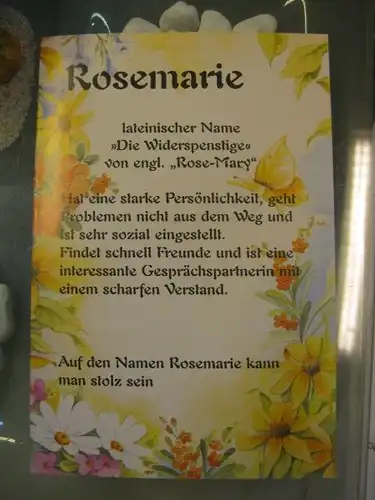 Rosemarie
lateinischer Name
»Die Widerspenstige«
von engl. „Rose-Mary“
Hat eine starke Persönlichkeit, geht
Problemen nicht aus dem Weg und
ist sehr sozial eingestellt.
Findet schnell Freunde und ist eine
interessante Gesprächspartnerin mit
einem scharfen Verstand.
Auf den Namen Rosemarie kann
man stolz sein